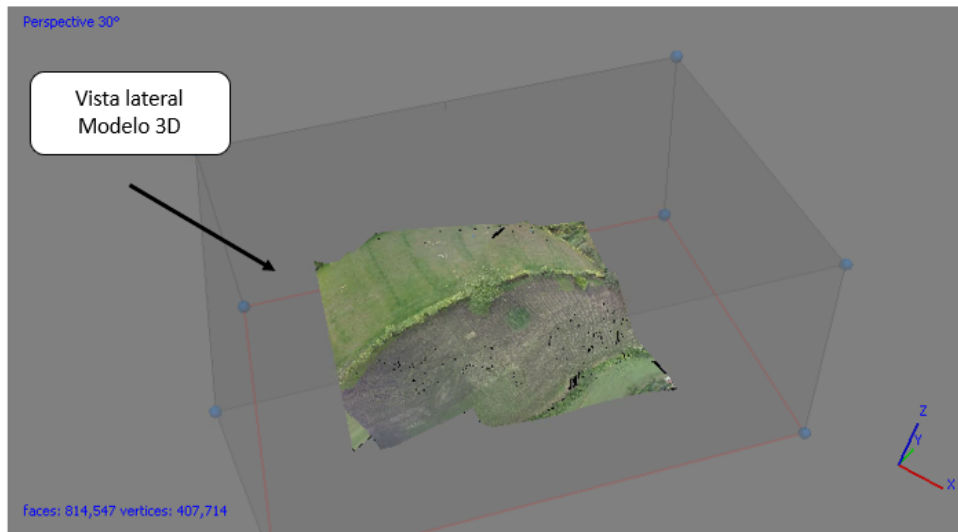 Perspective 30°
Vista lateral
Modelo 3D
Z
Y
X
faces: 814,547 vertices: 407,714